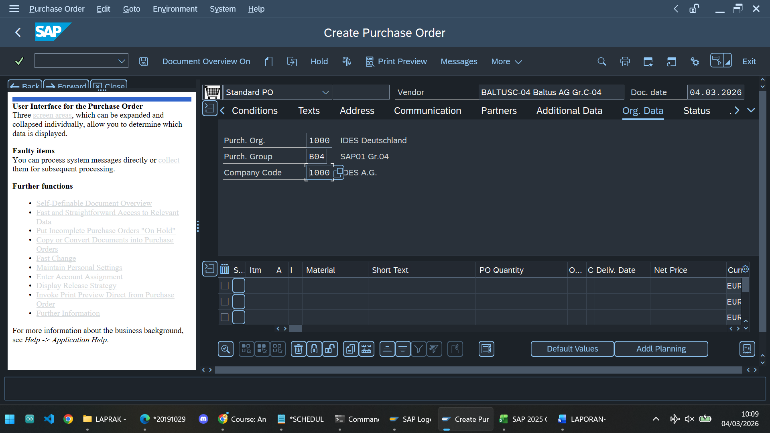 Purchase Order Edit Goto Environment System Help
SAP
Create Purchase Order
Document Overview On Hold Print Preview Messages More Exit
Back Forward Close
User Interface for the Purchase Order
Three screen areas, which can be expanded and
collapsed individually, allow you to determine which
data is displayed.
Faulty items
You can process system messages directly or collect
them for subsequent processing.
Further functions
Self-Definable Document Overview
Fast and Straightforward Access to Relevant
Data
Put Incomplete Purchase Orders "On Hold"
Copy or Convert Documents into Purchase
Orders
Fast Change
Maintain Personal Settings
Enter Account Assignment
Display Release Strategy
Invoke Print Preview Direct from Purchase
Order
Further Information
For more information about the business background,
see Help -> Application Help.
Standard PO Vendor BALTUSC-04 Baltus AG Gr.C-04 Doc. date 04.03.2026
Conditions Texts Address Communication Partners Additional Data Org. Data Status
Purch. Org. 1000 IDES Deutschland
Purch. Group B04 SAP01 Gr.04
Company Code 1000 IDES A.G.
S... Itm A I Material Short Text PO Quantity O... C Deliv. Date Net Price Curr
EUR
EUR
EUR
Default Values Addl Planning
LAPRAK - *20191029 Course: An *SCHEDUL Comman SAP Log Create Pur SAP 2025 LAPORAN-
10:09
04/03/2026